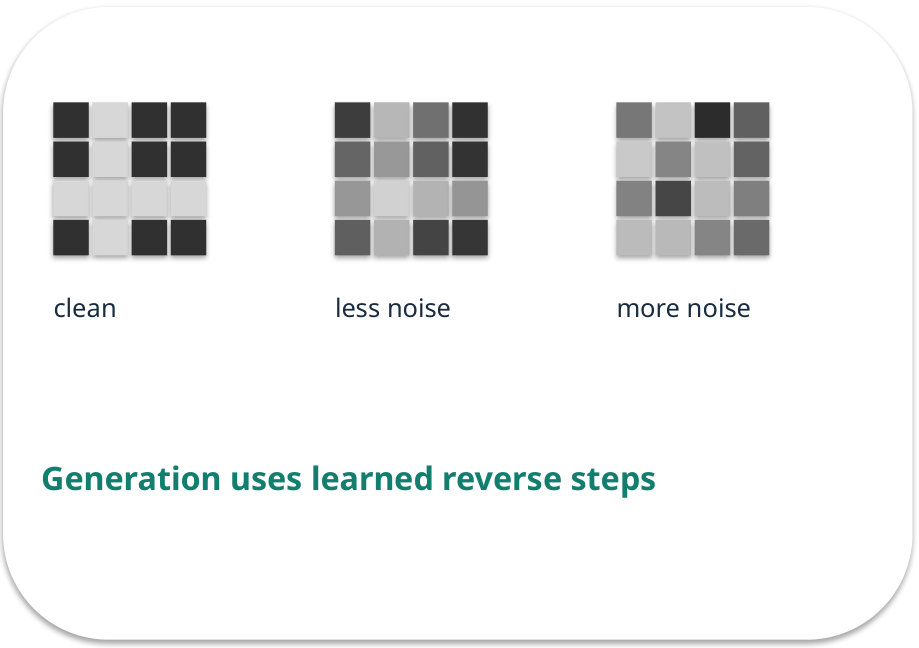 clean
less noise
more noise
Generation uses learned reverse steps